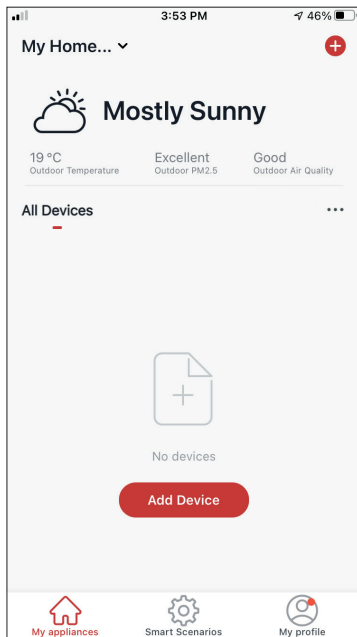 3:53 PM
46%
My Home...
Mostly Sunny
19 °C
Outdoor Temperature
Excellent
Outdoor PM2.5
Good
Outdoor Air Quality
All Devices
...
No devices
Add Device
My appliances
Smart Scenarios
My profile